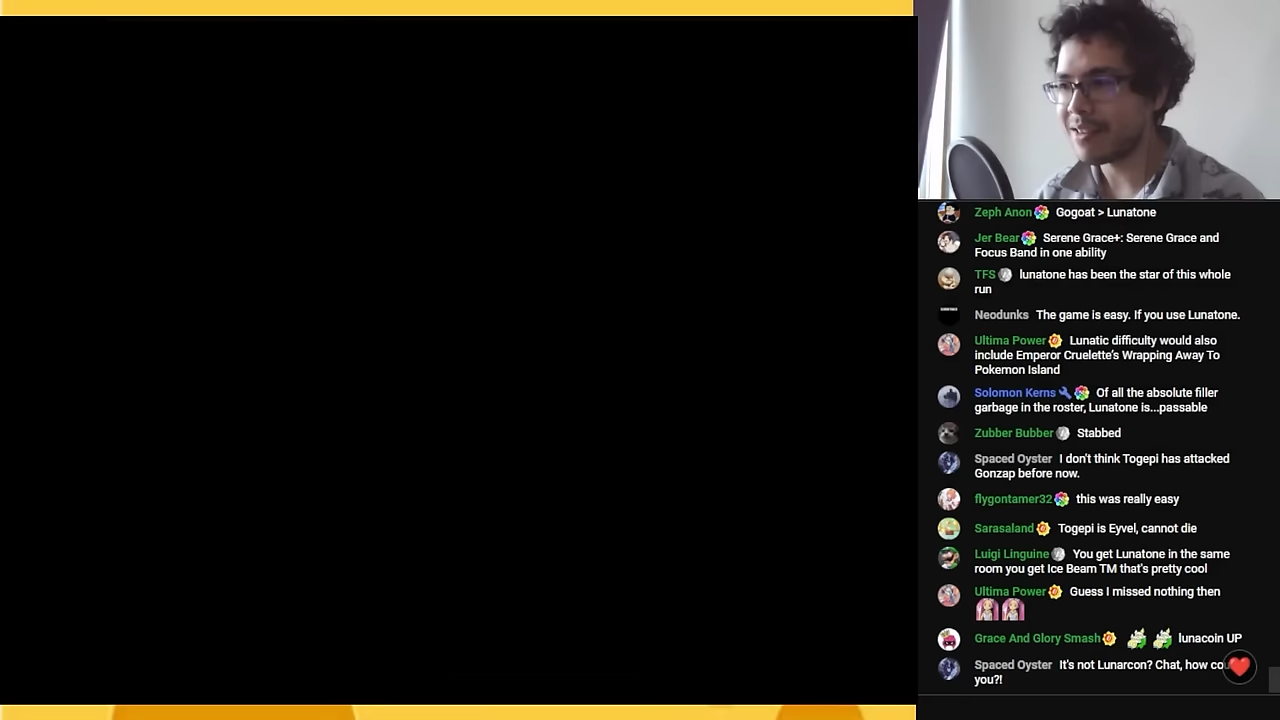 Zeph Anon Gogoat > Lunatone
Jer Bear Serene Grace+: Serene Grace and
Focus Band in one ability
TFS lunatone has been the star of this whole
run
Neodunks The game is easy. If you use Lunatone.
Ultima Power Lunatic difficulty would also
include Emperor Cruelette's Wrapping Away To
Pokemon Island
Solomon Kerns Of all the absolute filler
garbage in the roster, Lunatone is...passable
Zubber Bubber Stabbed
Spaced Oyster I don't think Togepi has attacked
Gonzap before now.
flygontamer32 this was really easy
Sarasaland Togepi is Eyvel, cannot die
Luigi Linguine You get Lunatone in the same
room you get Ice Beam TM that's pretty cool
Ultima Power Guess I missed nothing then
Grace And Glory Smash lunacoin UP
Spaced Oyster It's not Lunarcon? Chat, how
you?!